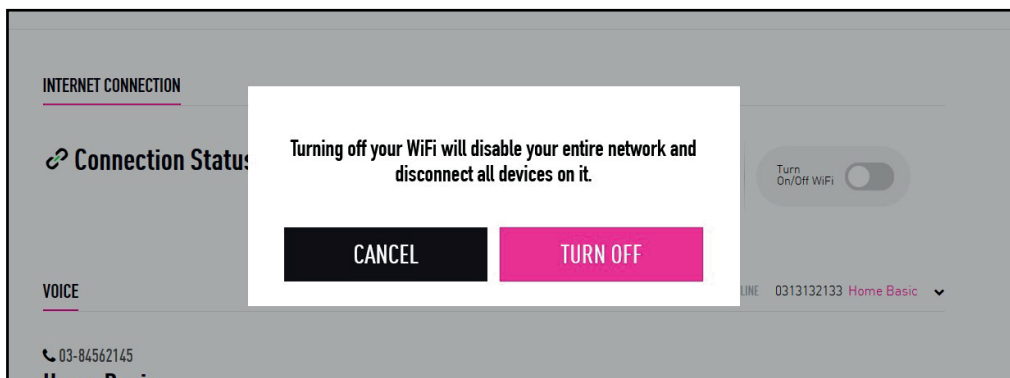 INTERNET CONNECTION
Connection Status
Turning off your WiFi will disable your entire network and
disconnect all devices on it.
Turn
On/Off WiFi
CANCEL
TURN OFF
VOICE
LINE 0313132133 Home Basic
03-84562145